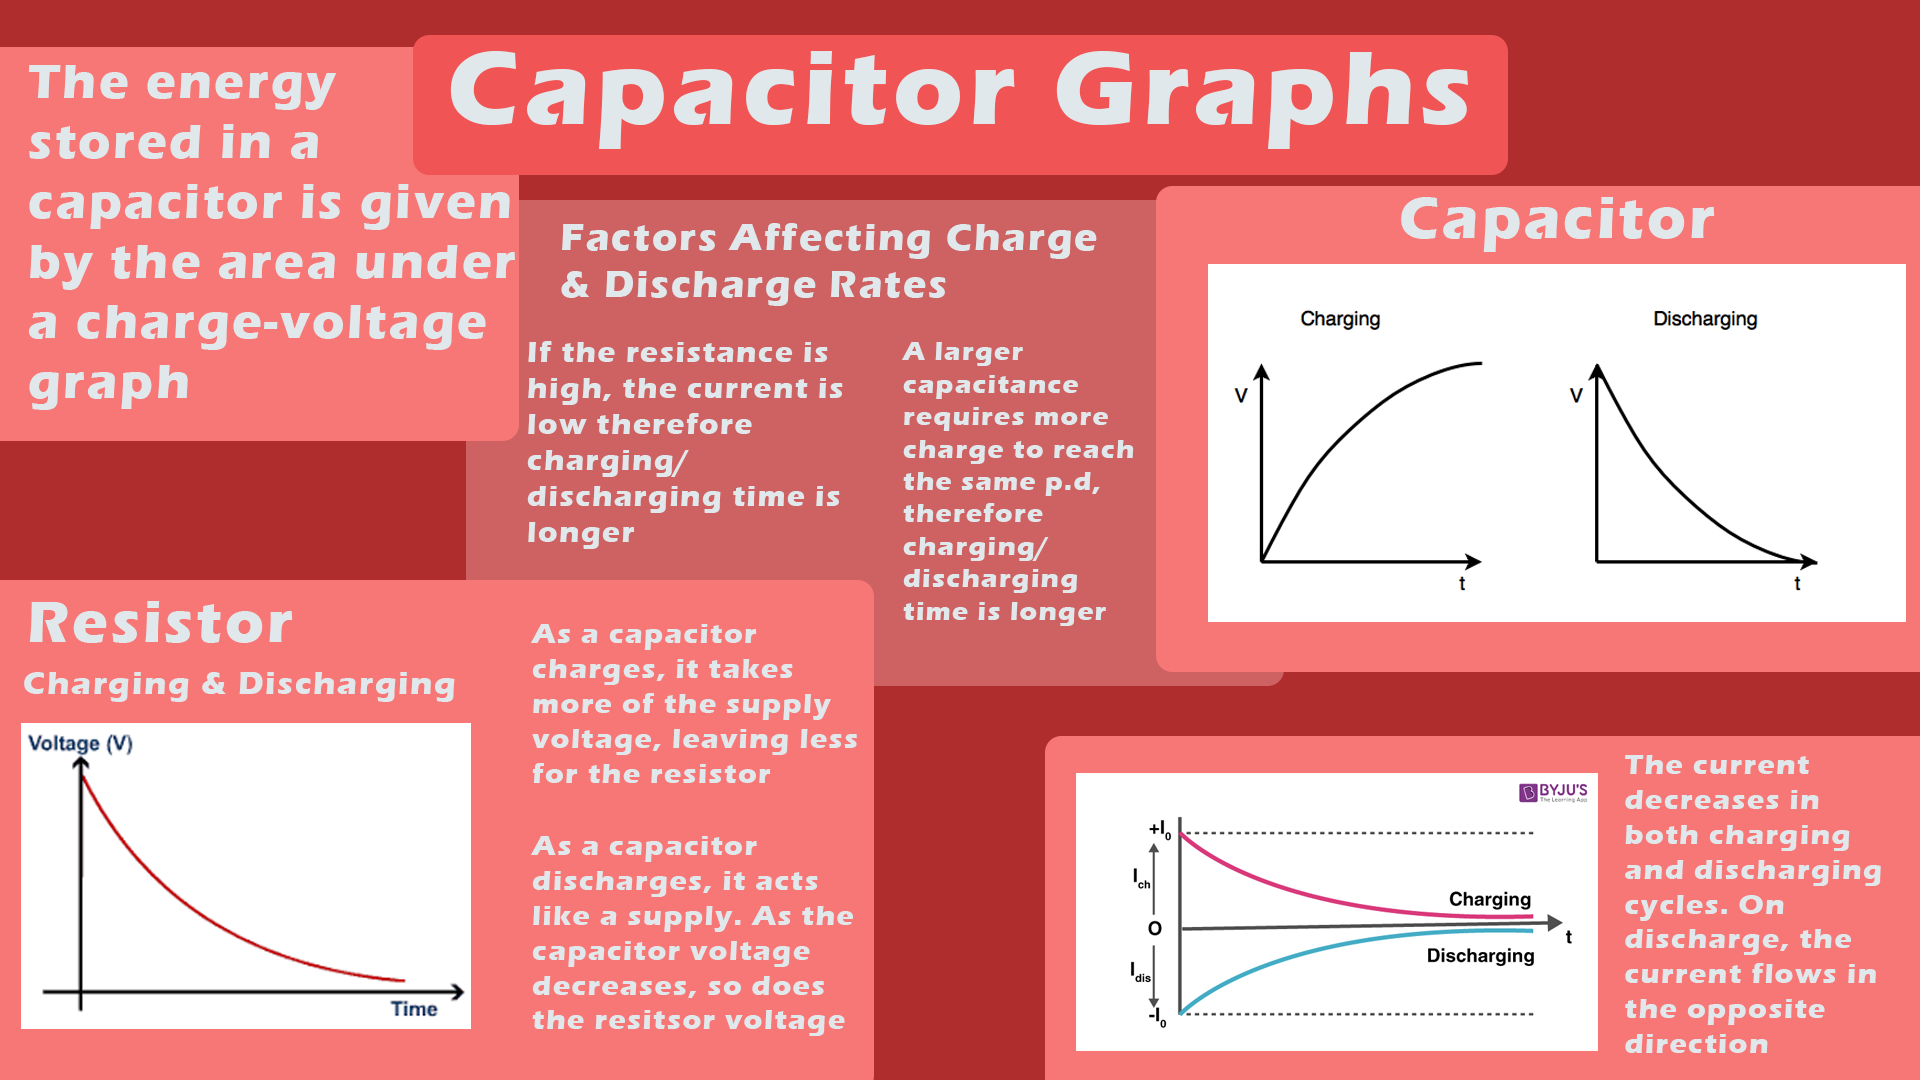 Capacitor Graphs
The energy
stored in a
capacitor is given
by the area under
a charge-voltage
graph
Factors Affecting Charge
& Discharge Rates
If the resistance is
high, the current is
low therefore
charging/
discharging time is
longer
A larger
capacitance
requires more
charge to reach
the same p.d,
therefore
charging/
discharging
time is longer
Capacitor
Charging
V
t
Discharging
V
t
Resistor
Charging & Discharging
Voltage (V)
Time
As a capacitor
charges, it takes
more of the supply
voltage, leaving less
for the resistor
As a capacitor
discharges, it acts
like a supply. As the
capacitor voltage
decreases, so does
the resitsor voltage
BYJU'S
The Learning App
+I0
Ich
O
Idis
-I0
Charging
t
Discharging
The current
decreases in
both charging
and discharging
cycles. On
discharge, the
current flows in
the opposite
direction